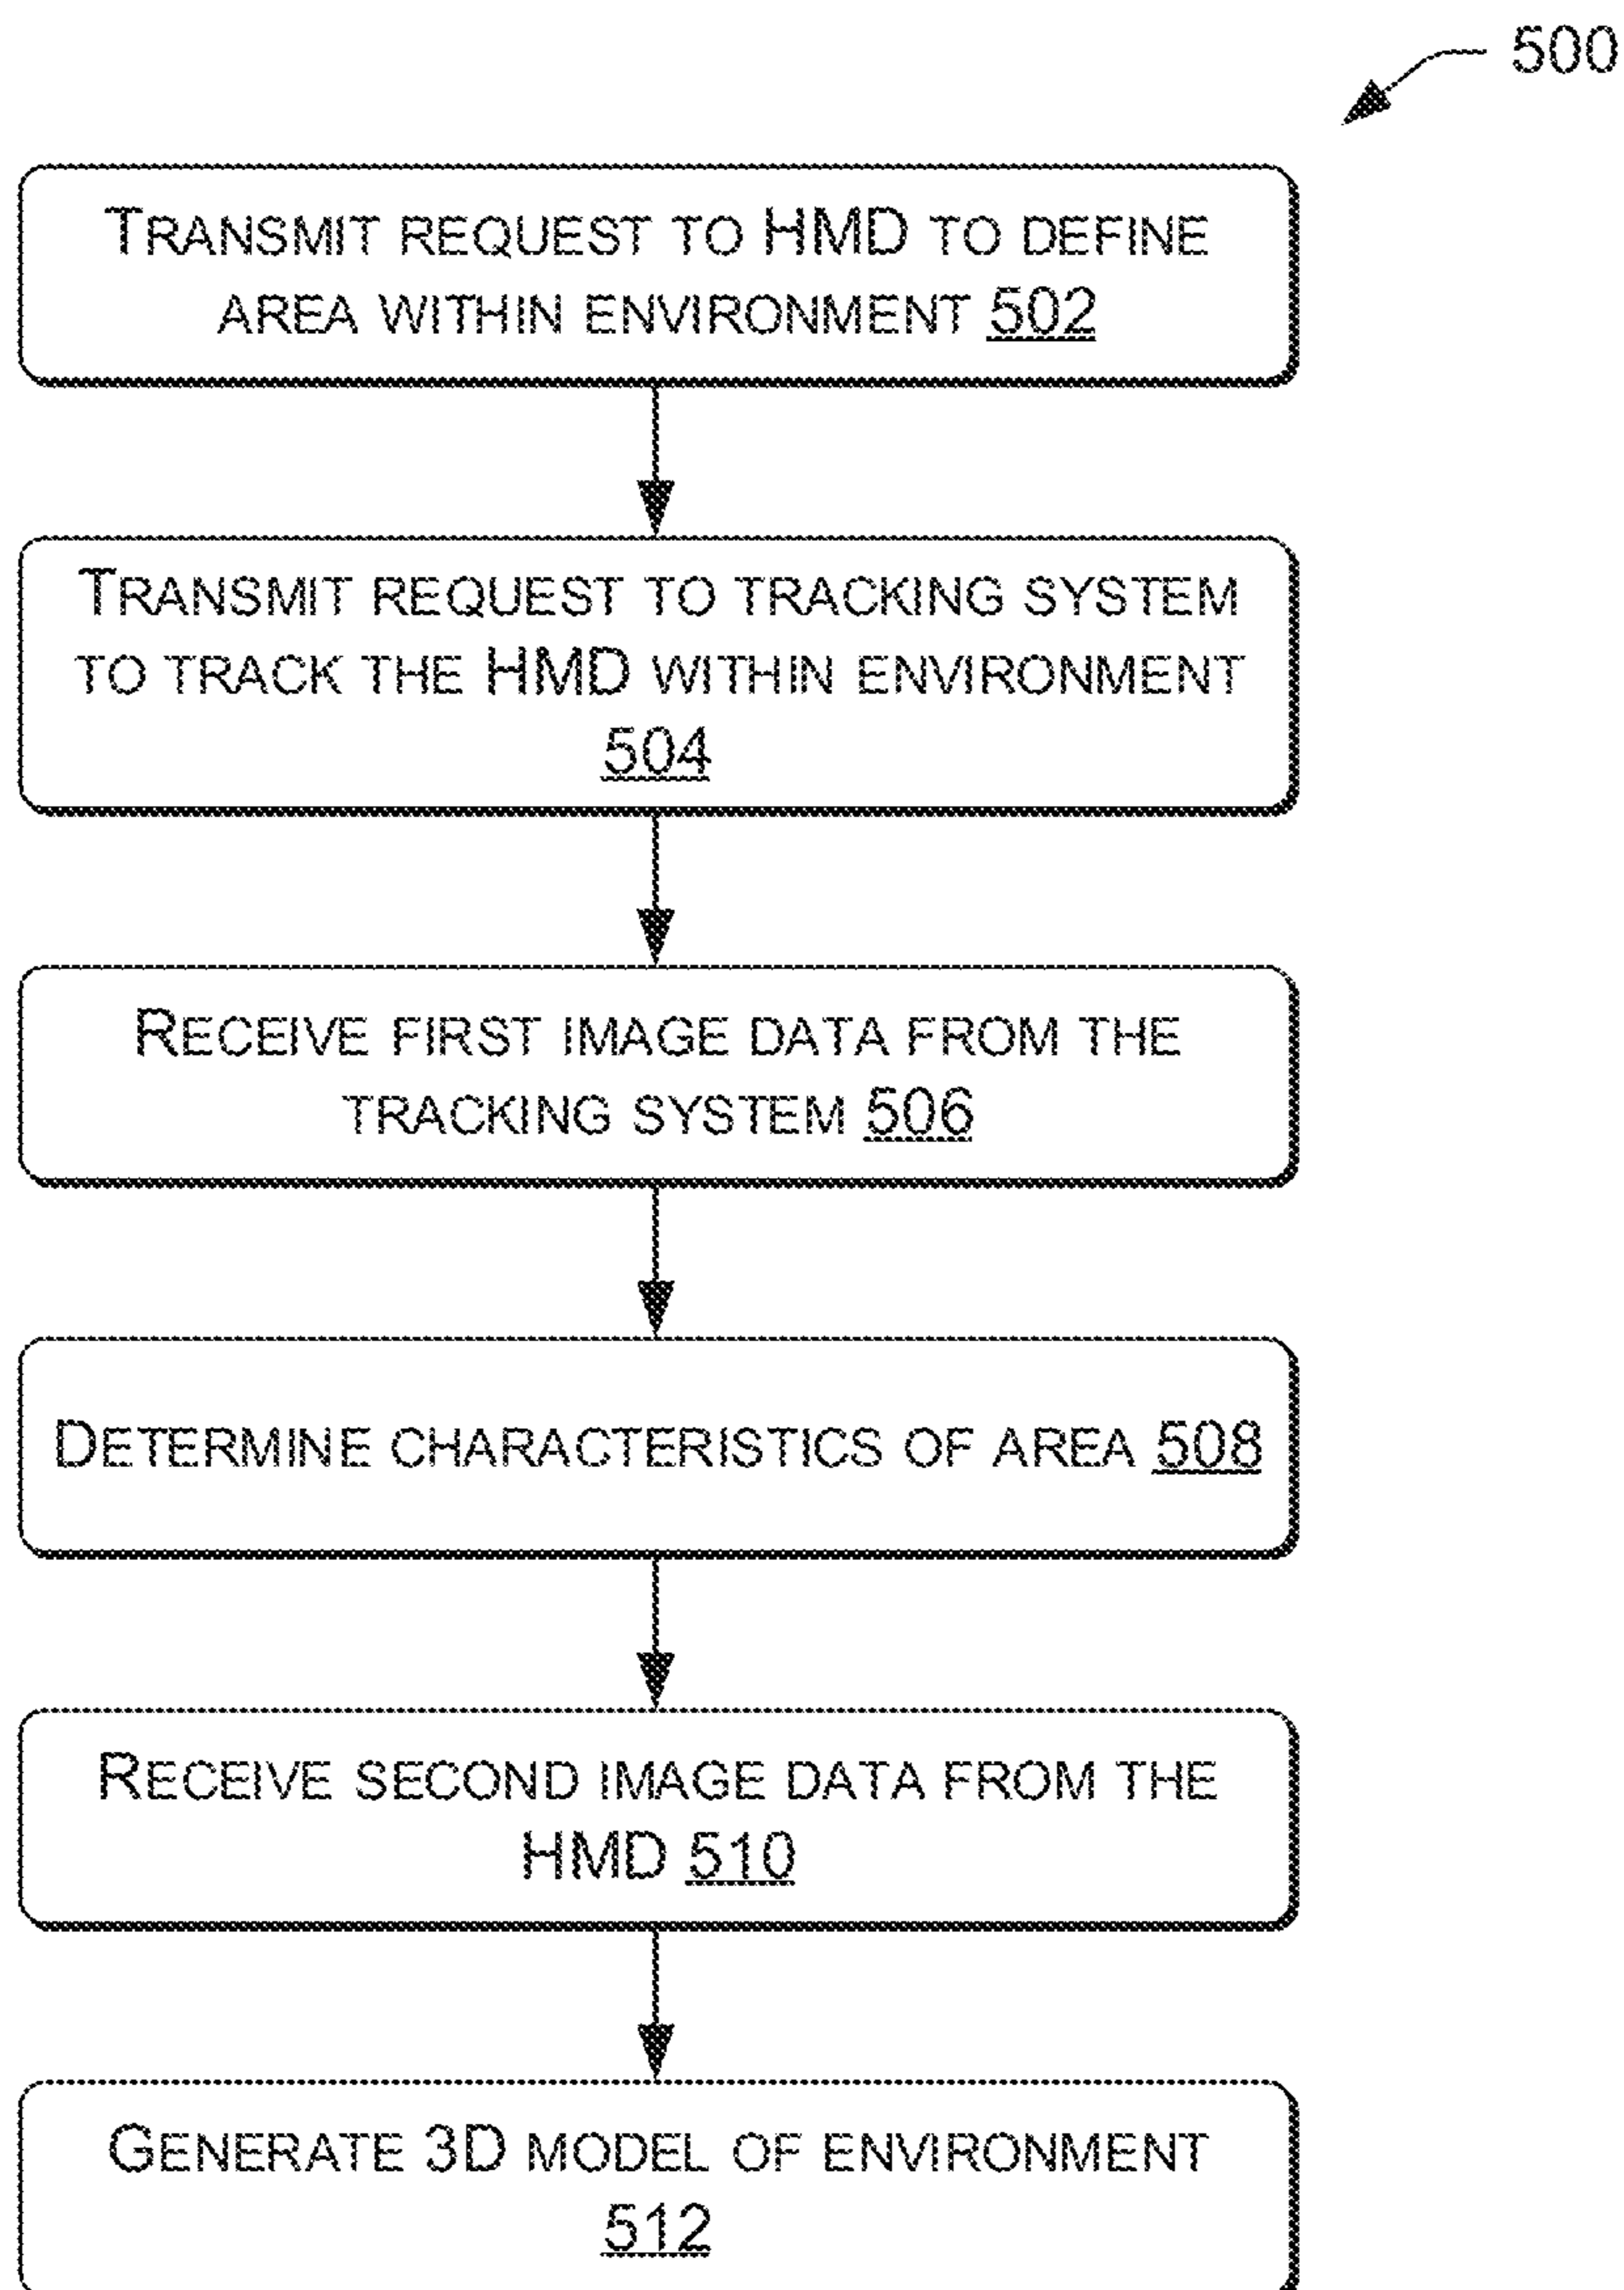 500
TRANSMIT REQUEST TO HMD TO DEFINE
AREA WITHIN ENVIRONMENT 502
TRANSMIT REQUEST TO TRACKING SYSTEM
TO TRACK THE HMD WITHIN ENVIRONMENT
504
RECEIVE FIRST IMAGE DATA FROM THE
TRACKING SYSTEM 506
DETERMINE CHARACTERISTICS OF AREA 508
RECEIVE SECOND IMAGE DATA FROM THE
HMD 510
GENERATE 3D MODEL OF ENVIRONMENT
512